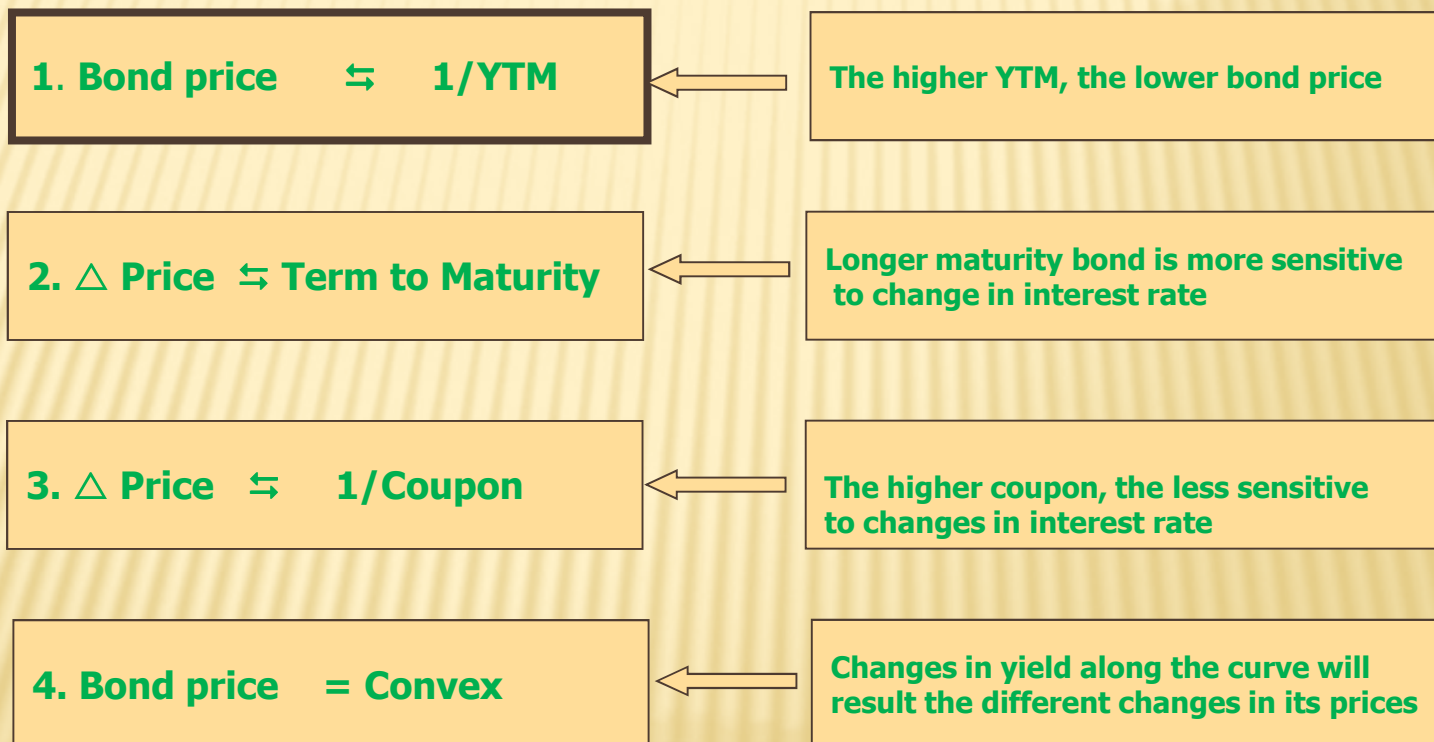 1. Bond price ⇆ 1/YTM
The higher YTM, the lower bond price
2. △ Price ⇆ Term to Maturity
Longer maturity bond is more sensitive
to change in interest rate
3. △ Price ⇆ 1/Coupon
The higher coupon, the less sensitive
to changes in interest rate
4. Bond price = Convex
Changes in yield along the curve will
result the different changes in its prices